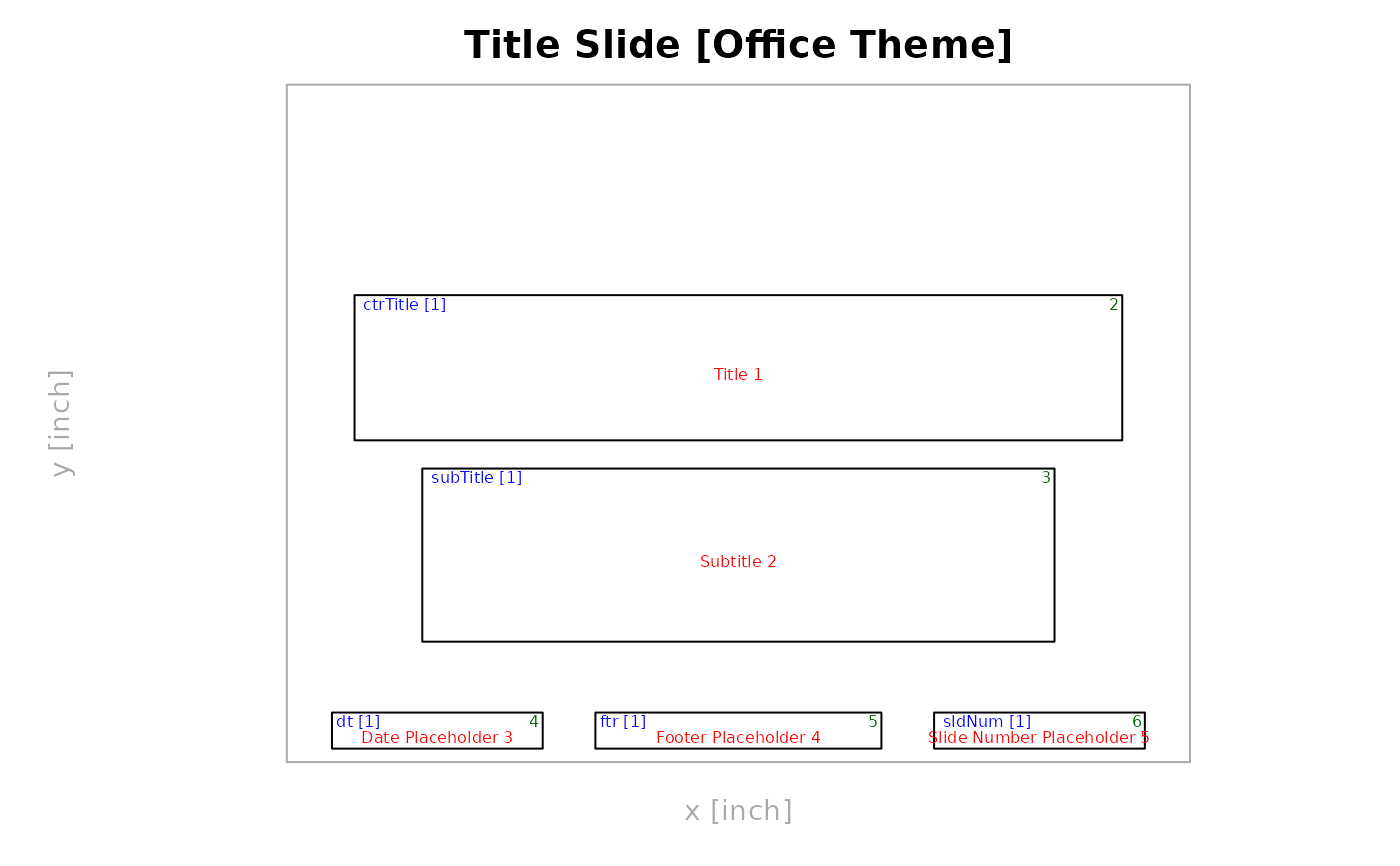 Title Slide [Office Theme]
y [inch]
ctrTitle [1] 2
Title 1
subTitle [1] 3
Subtitle 2
dt [1] 4 ftr [1] 5 sldNum [1] 6
Date Placeholder 3 Footer Placeholder 4 Slide Number Placeholder 5
x [inch]